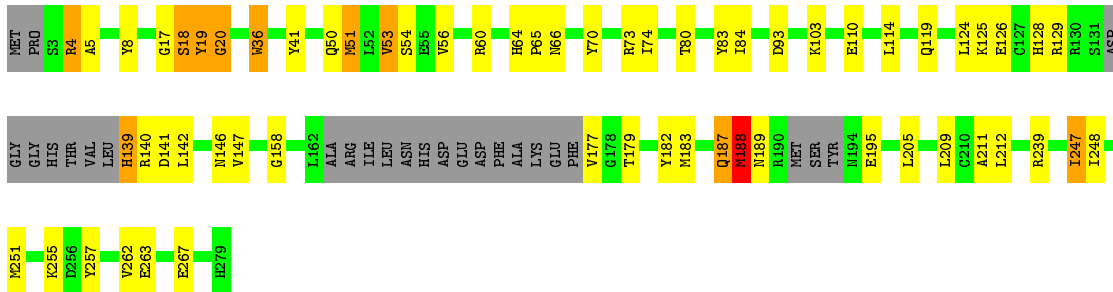 MET PRO S3 R4 A5 Y8 G17 S18 Y19 G20 W36 Y41 Q50 M51 L52 V53 S54 E55 V56 R60 H64 P65 N66 Y70 R73 I74 T80 Y83 I84 D93 K103 E110 L114 Q119 L124 K125 E126 C127 H128 R129 R130 S131 ASP
GLY GLY HIS THR VAL LEU H139 R140 D141 L142 N146 V147 G158 L162 ALA ARG ILE LEU ASN HIS ASP GLU ASP PHE ALA LYS GLU PHE V177 G178 T179 Y182 M183 Q187 M188 N189 R190 MET SER TYR N194 E195 L205 L209 C210 A211 L212 R239 I247 I248
M251 K255 D256 Y257 V262 E263 E267 H279